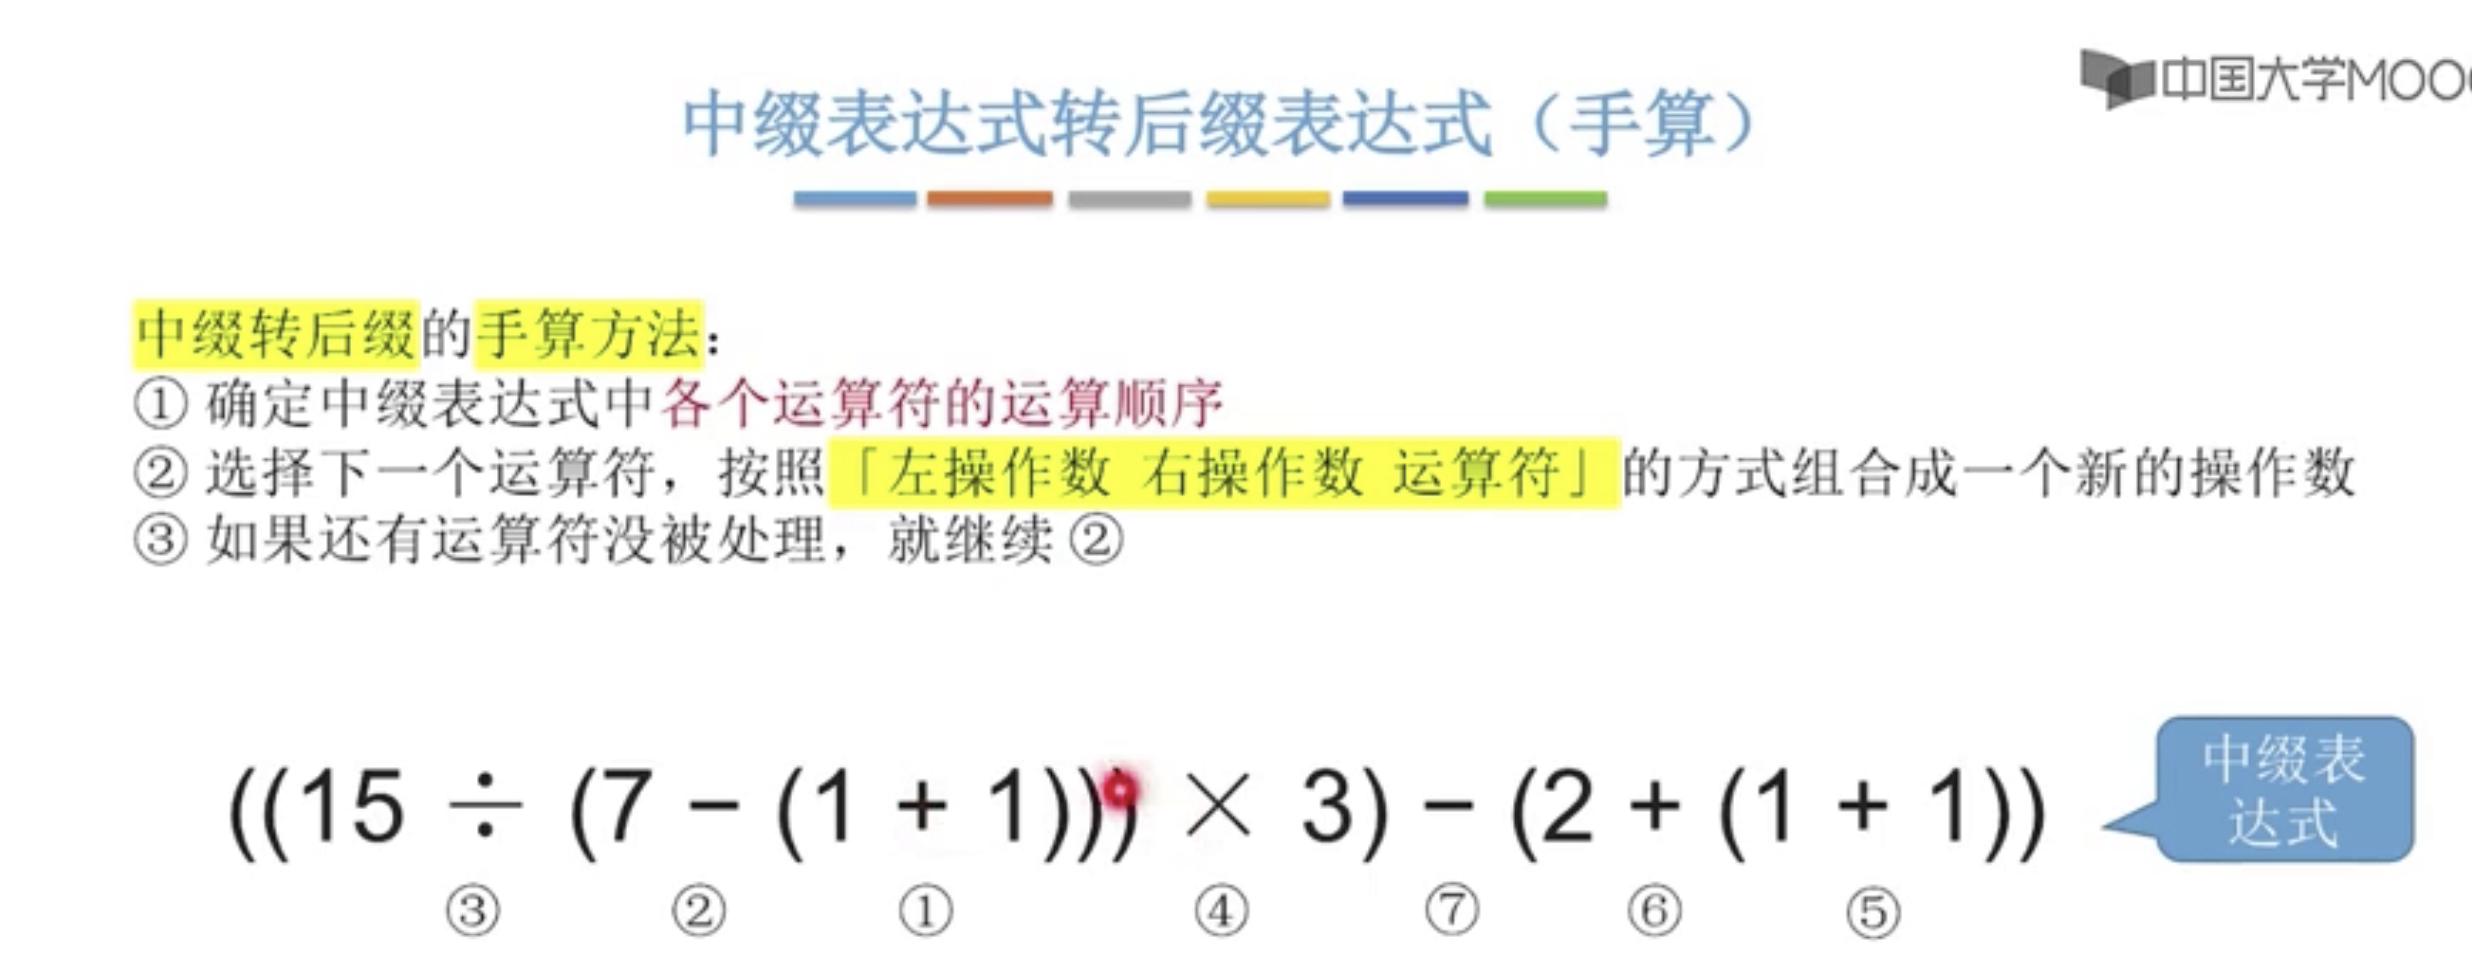 中国大学MOO
中缀表达式转后缀表达式（手算）
中缀转后缀的手算方法：
① 确定中缀表达式中各个运算符的运算顺序
② 选择下一个运算符，按照「左操作数 右操作数 运算符」的方式组合成一个新的操作数
③ 如果还有运算符没被处理，就继续 ②
((15 ÷ (7 − (1 + 1))) × 3) − (2 + (1 + 1))
③ ② ① ④ ⑦ ⑥ ⑤
中缀表
达式